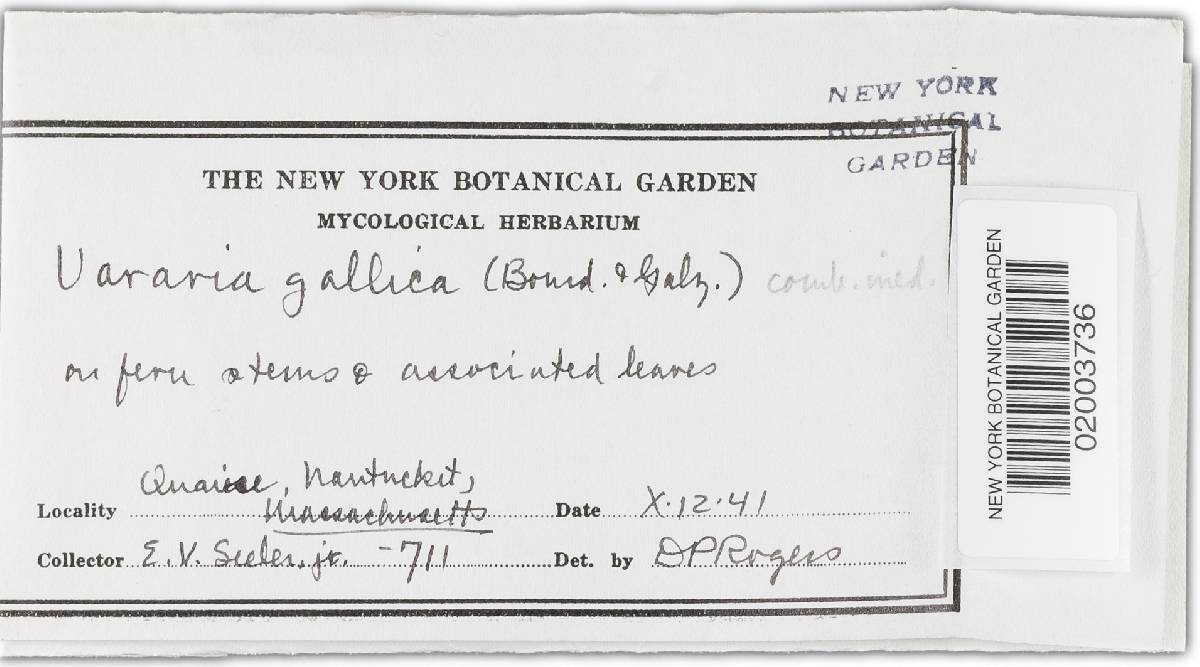 NEW YORK
BOTANICAL
GARDEN
THE NEW YORK BOTANICAL GARDEN
MYCOLOGICAL HERBARIUM
Vararia gallica (Bourd. & Galz.) comb. ined.
on fern stems & associated leaves
Quaise, Nantucket,
Locality Massachusetts Date X·12·41
Collector E. V. Seeler, jr. -711 Det. by DPRogers
NEW YORK BOTANICAL GARDEN
02003736